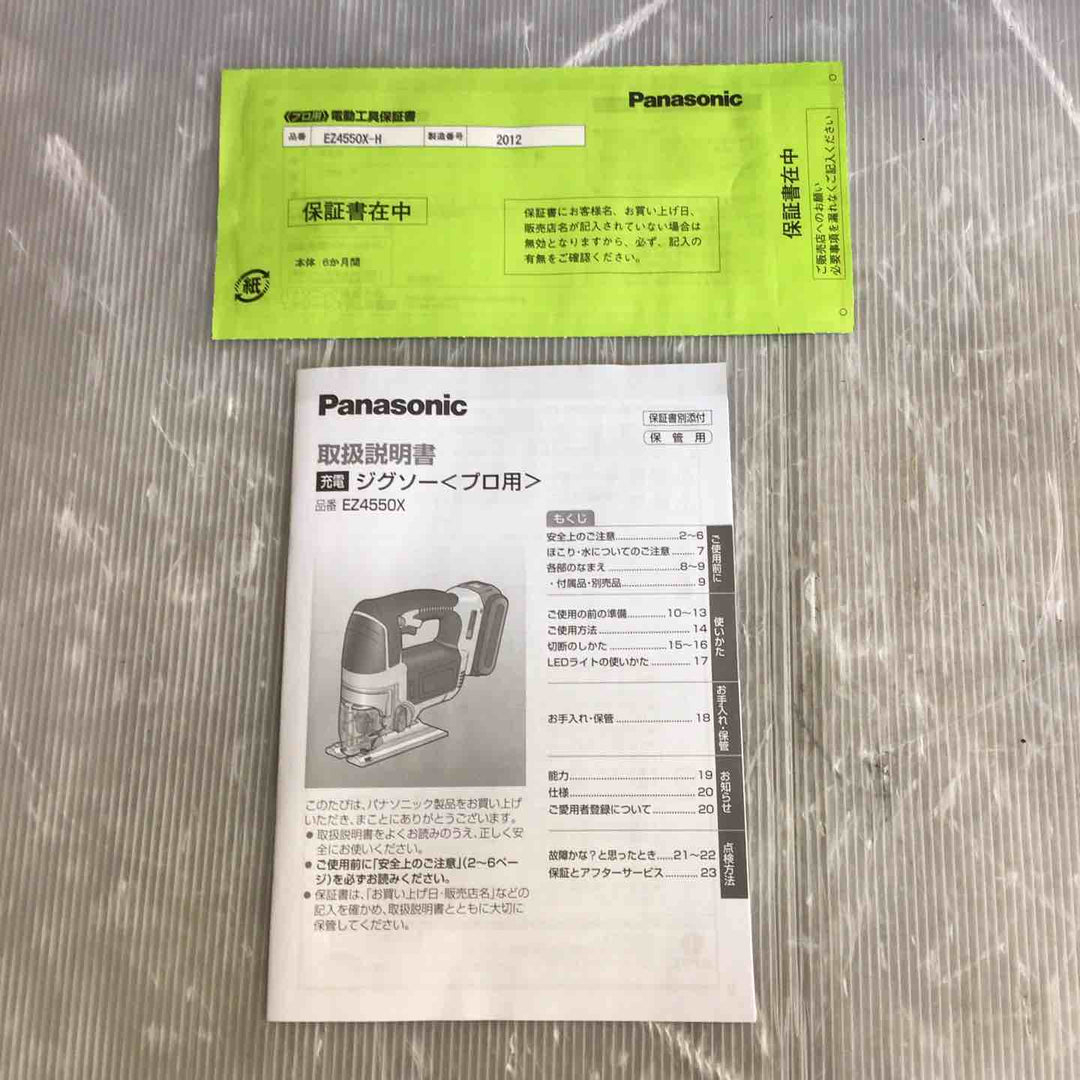 Panasonic
《プロ用》電動工具保証書
品番 EZ4550X-H 製造番号 2012
保証書在中
本体 6か月間
紙
保証書にお客様名、お買い上げ日、
販売店名が記入されていない場合は
無効となりますから、必ず、記入の
有無をご確認ください。
保証書在中
ご販売店へのお願い
必要事項を漏れなくご記入ください
Panasonic
保証書別添付
保管用
取扱説明書
充電 ジグソー<プロ用>
品番 EZ4550X
もくじ
ご使用前に
安全上のご注意......................2~6
ほこり・水についてのご注意........7
各部のなまえ........................8~9
・付属品・別売品........................9
使いかた
ご使用の前の準備............10~13
ご使用方法..............................14
切断のしかた..................15~16
LEDライトの使いかた..............17
お手入れ・保管
お手入れ・保管........................18
お知らせ
能力........................................19
仕様........................................20
ご愛用者登録について..............20
点検方法
故障かな?と思ったとき......21~22
保証とアフターサービス............23
このたびは、パナソニック製品をお買い上げ
いただき、まことにありがとうございます。
● 取扱説明書をよくお読みのうえ、正しく安
全にお使いください。
● ご使用前に「安全上のご注意」(2~6ペー
ジ)を必ずお読みください。
● 保証書は、「お買い上げ日・販売店名」などの
記入を確かめ、取扱説明書とともに大切に
保管してください。